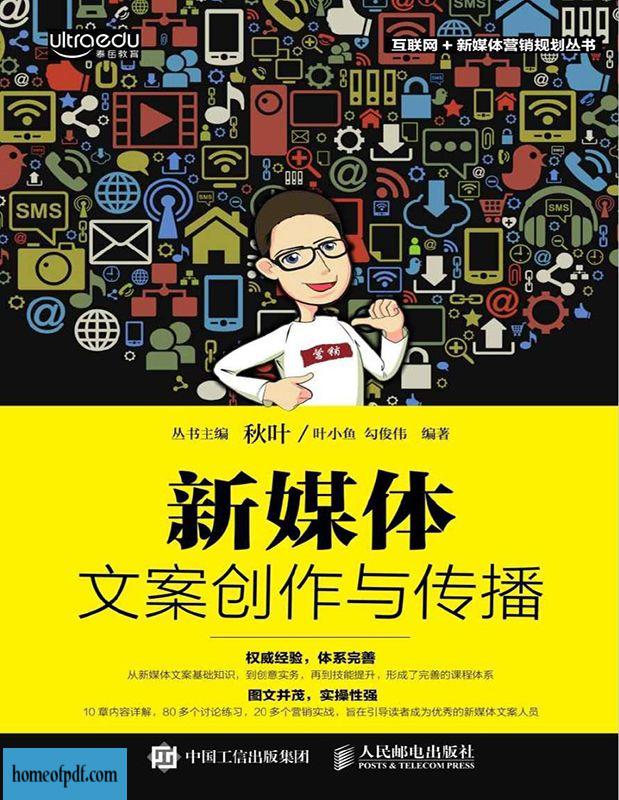 ultraedu
泰岳教育
互联网 + 新媒体营销规划丛书
SMS
SMS
营销
丛书主编 秋叶 / 叶小鱼 勾俊伟 编著
新媒体
文案创作与传播
权威经验，体系完善
从新媒体文案基础知识，到创意实务，再到技能提升，形成了完善的课程体系
图文并茂，实操性强
10 章内容详解，80 多个讨论练习，20 多个营销实战，旨在引导读者成为优秀的新媒体文案人员
中国工信出版集团
人民邮电出版社
POSTS & TELECOM PRESS
homeofpdf.com